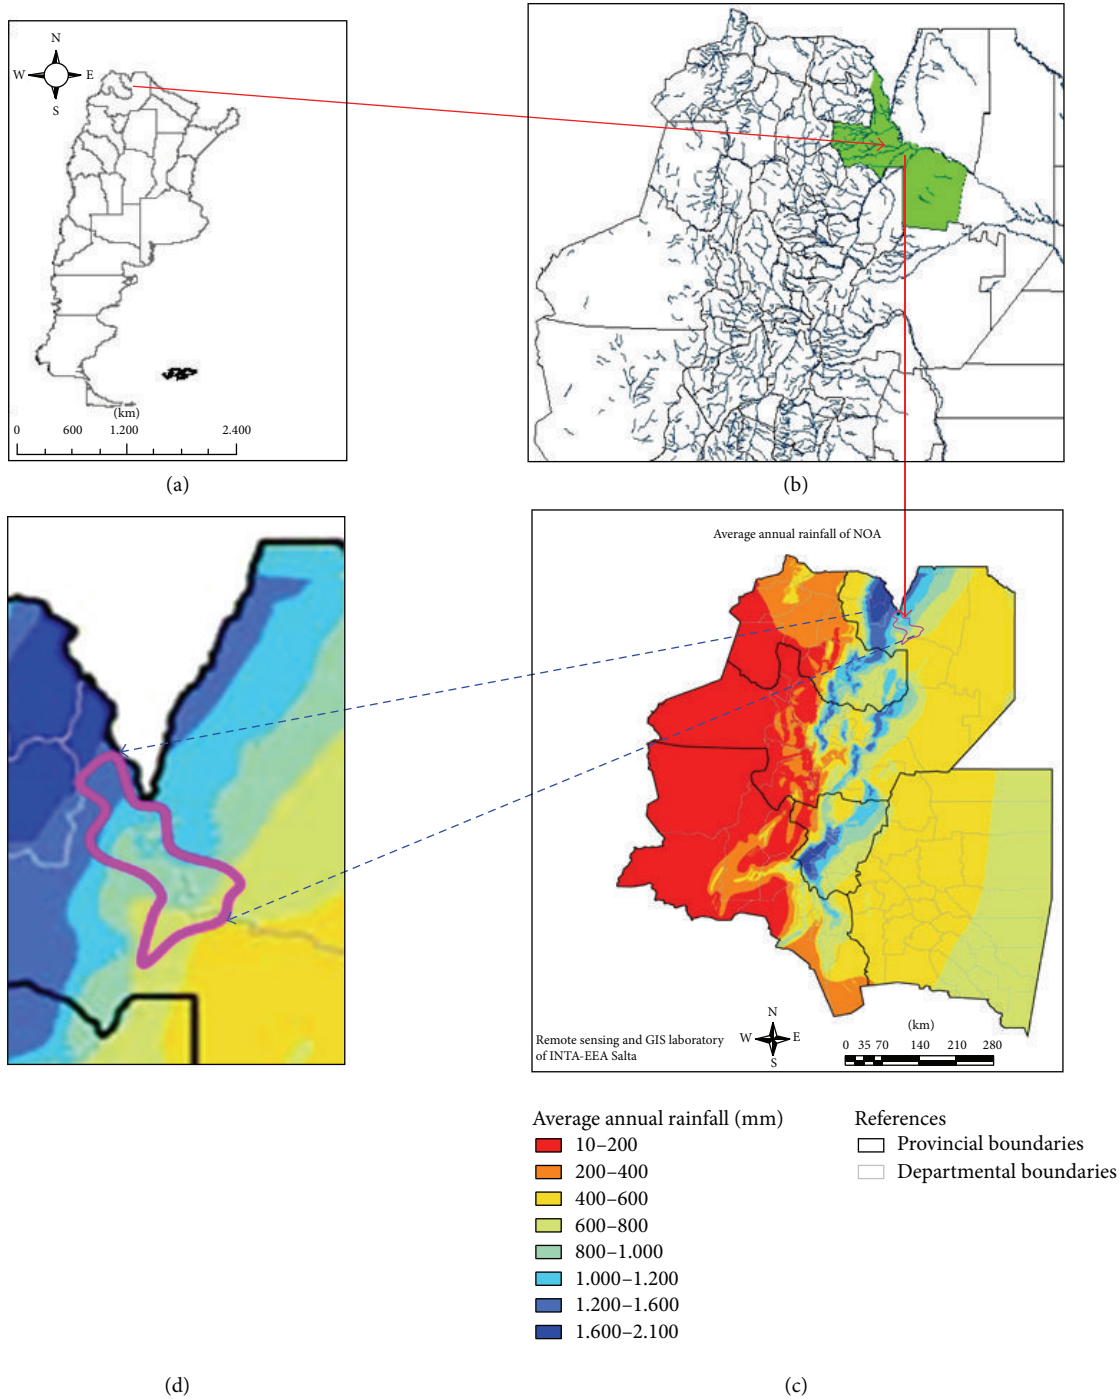 N
W E
S
(km)
0 600 1.200 2.400
(a)
(b)
Average annual rainfall of NOA
N
W E
S
Remote sensing and GIS laboratory
of INTA-EEA Salta
(km)
0 35 70 140 210 280
Average annual rainfall (mm)
10–200
200–400
400–600
600–800
800–1.000
1.000–1.200
1.200–1.600
1.600–2.100
References
Provincial boundaries
Departmental boundaries
(d)
(c)